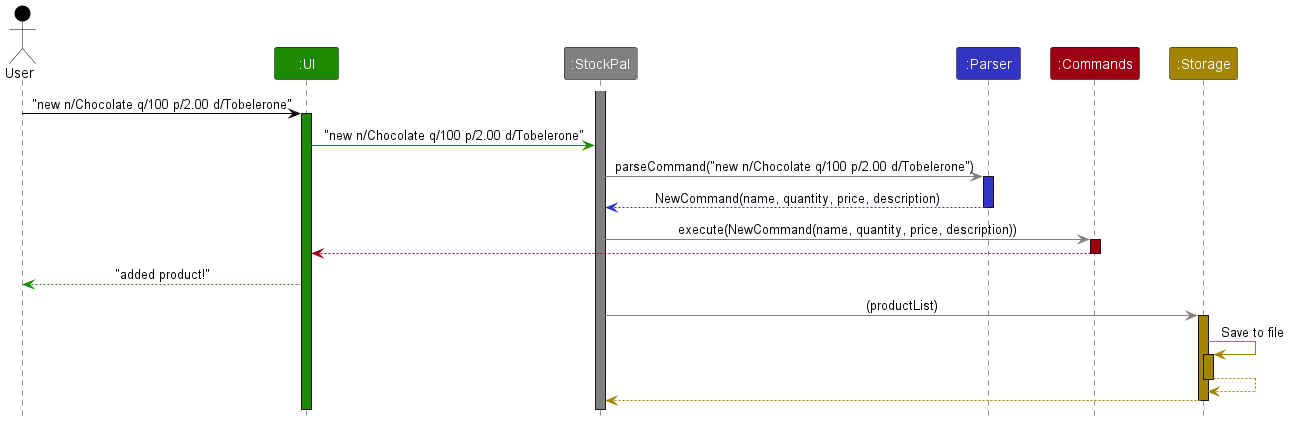 User
:UI
:StockPal
:Parser
:Commands
:Storage
"new n/Chocolate q/100 p/2.00 d/Tobelerone"
"new n/Chocolate q/100 p/2.00 d/Tobelerone"
parseCommand("new n/Chocolate q/100 p/2.00 d/Tobelerone")
NewCommand(name, quantity, price, description)
execute(NewCommand(name, quantity, price, description))
"added product!"
(productList)
Save to file